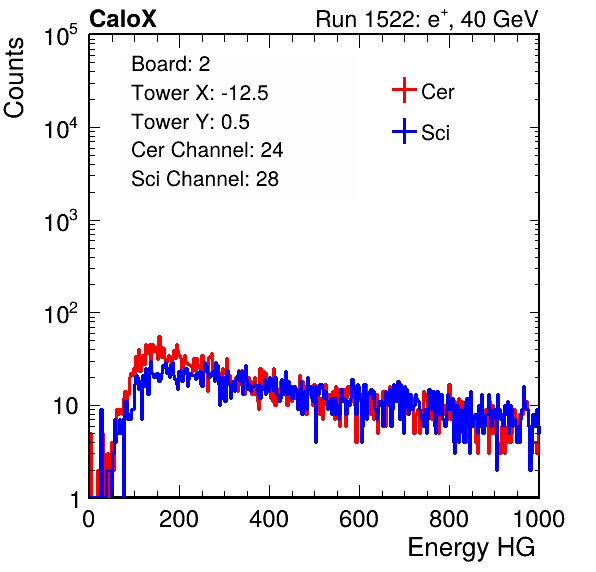 CaloX Run 1522: e⁺, 40 GeV
Counts
Board: 2
Tower X: -12.5
Tower Y: 0.5
Cer Channel: 24
Sci Channel: 28
Cer
Sci
10⁵
10⁴
10³
10²
10
1
0 200 400 600 800 1000
Energy HG